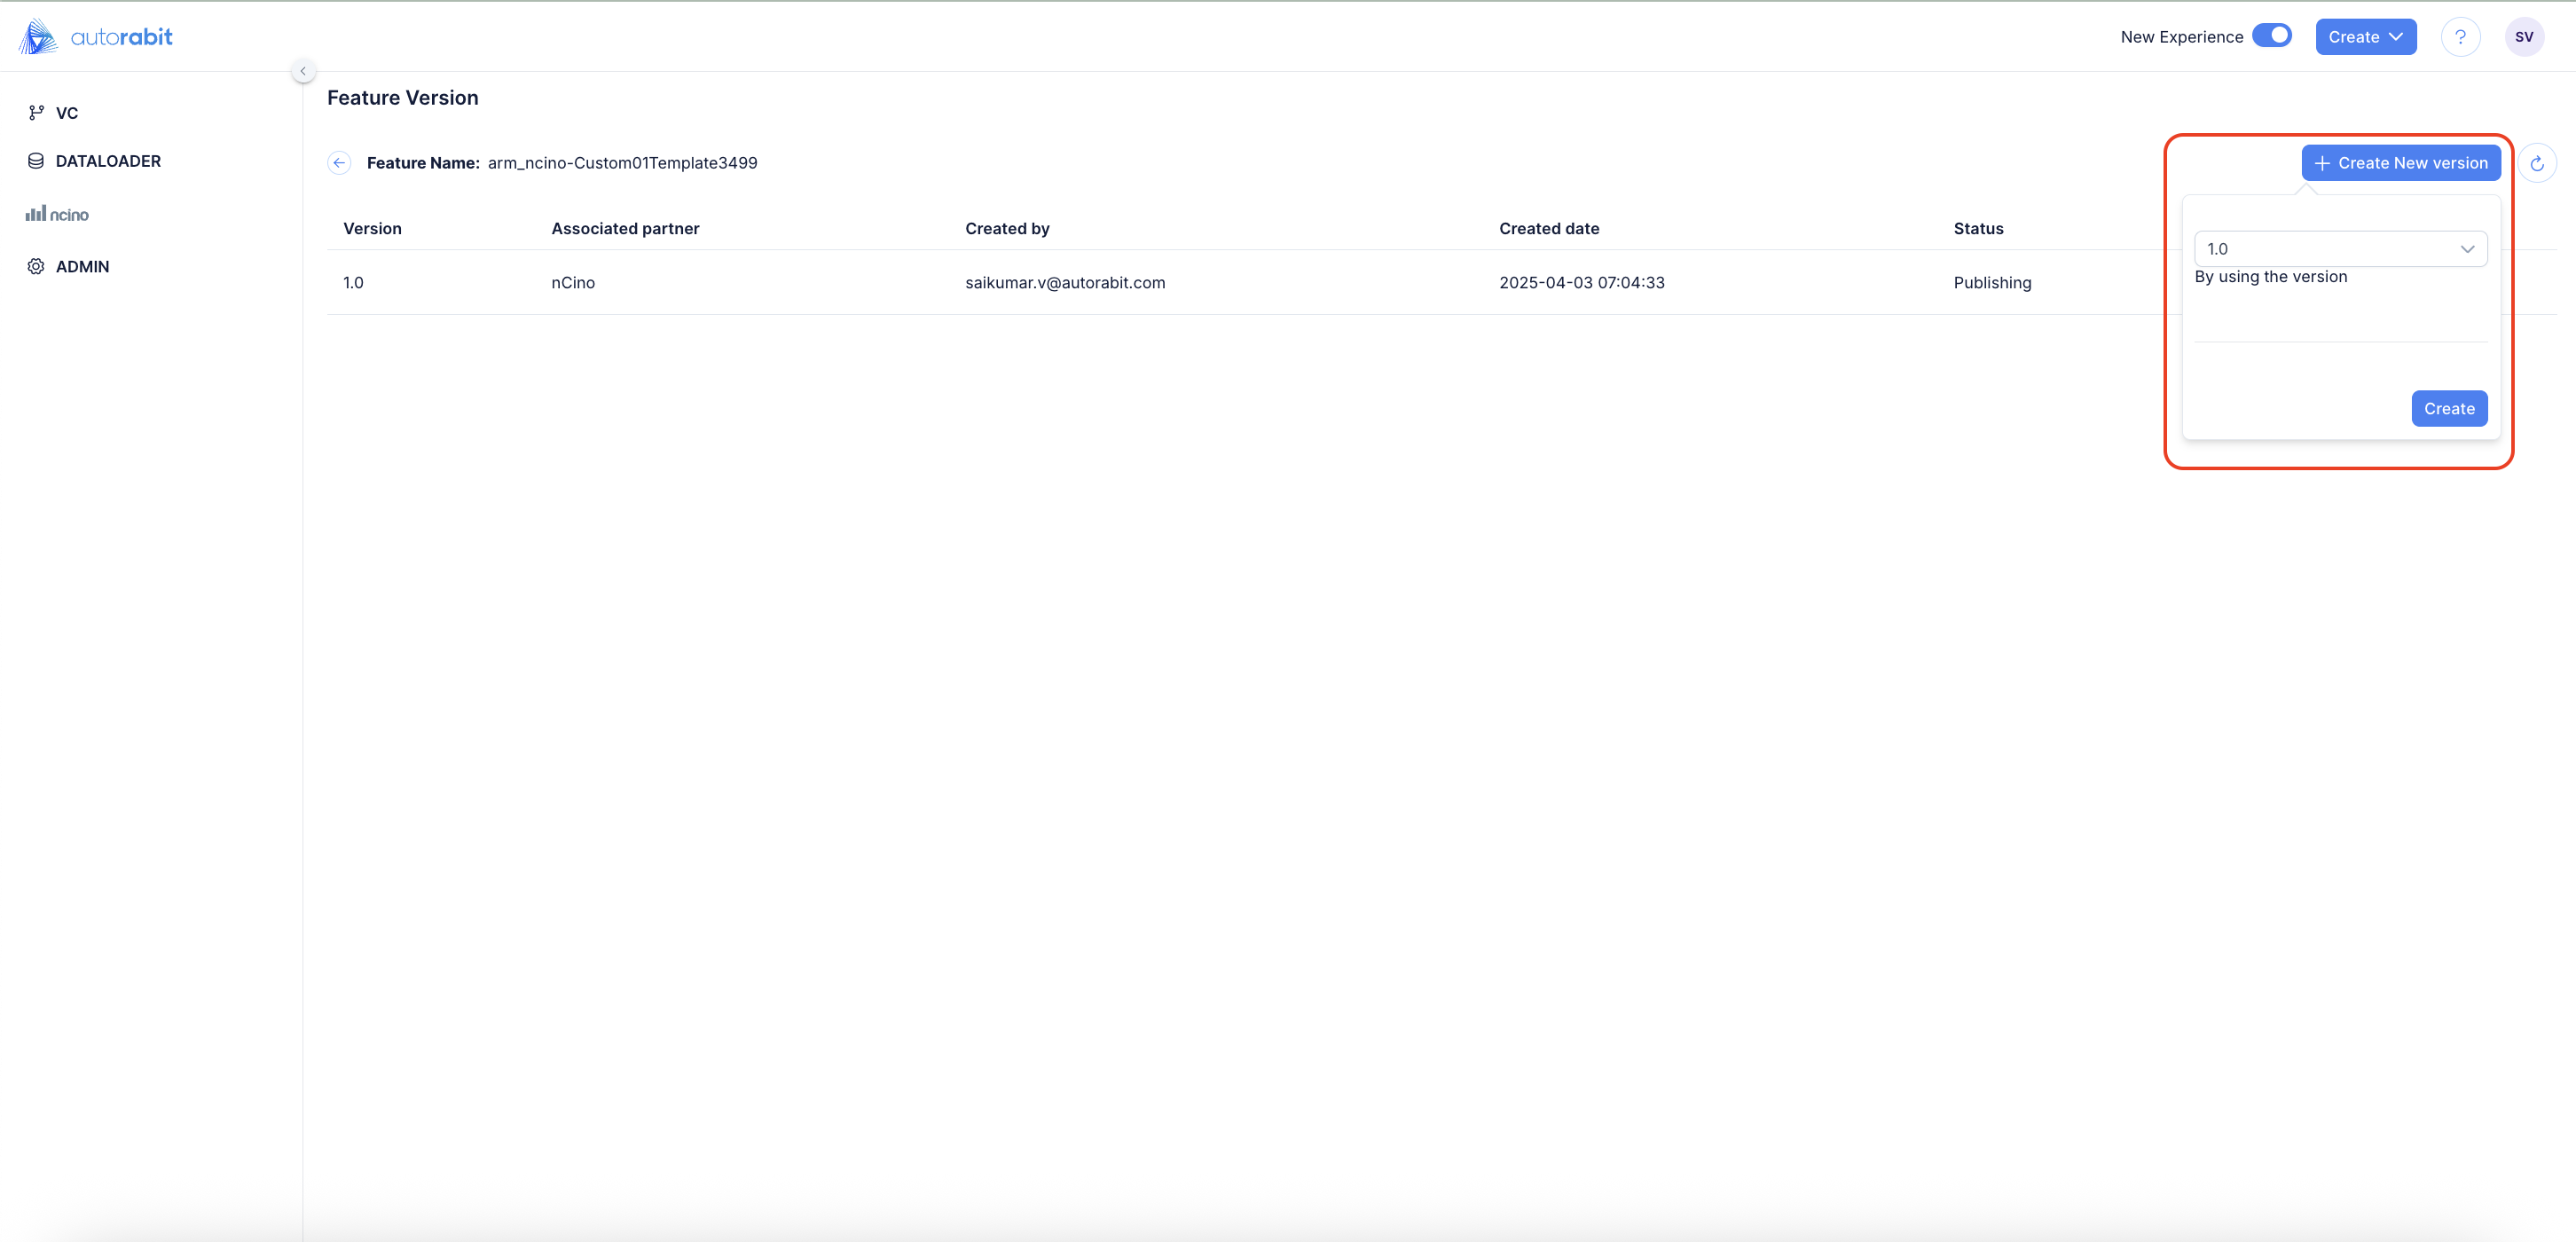 autorabit
New Experience
Create
?
SV
VC
DATALOADER
ncino
ADMIN
Feature Version
Feature Name: arm_ncino-Custom01Template3499
Create New version
Version Associated partner Created by Created date Status
1.0 nCino saikumar.v@autorabit.com 2025-04-03 07:04:33 Publishing
1.0
By using the version
Create